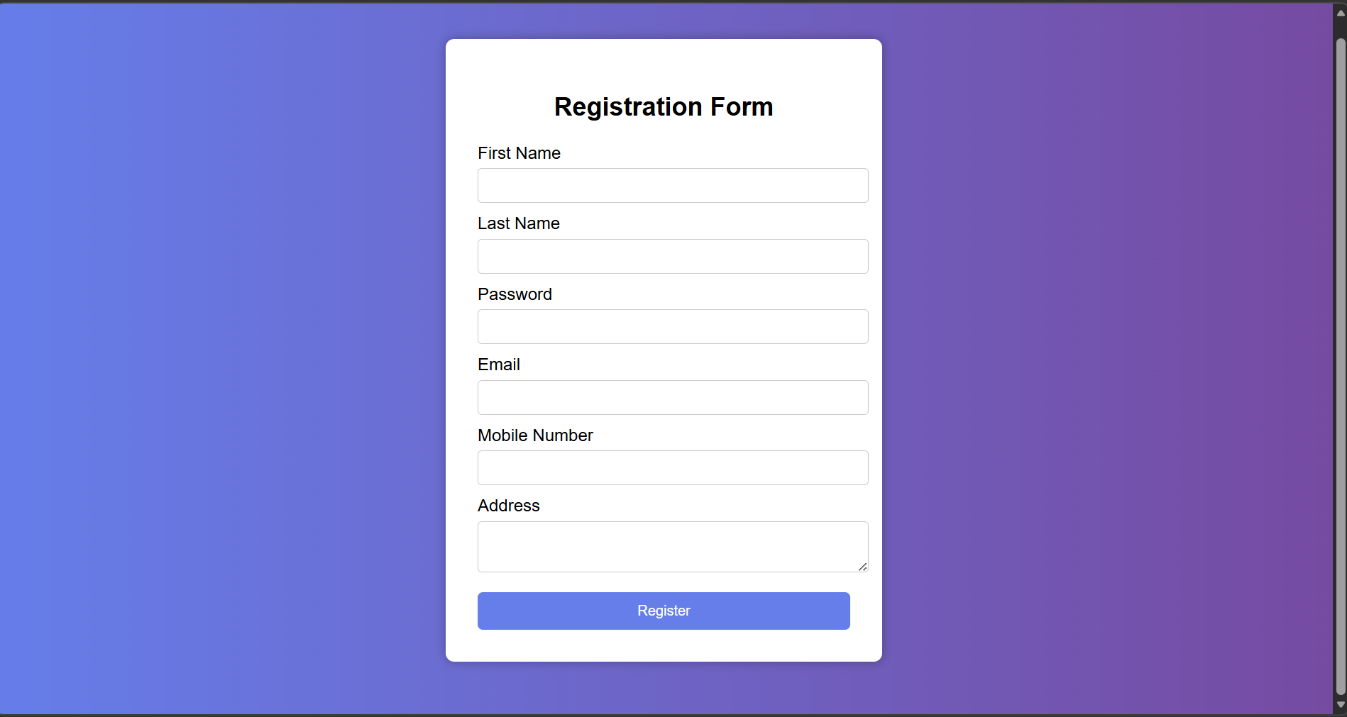 Registration Form
First Name
Last Name
Password
Email
Mobile Number
Address
Register